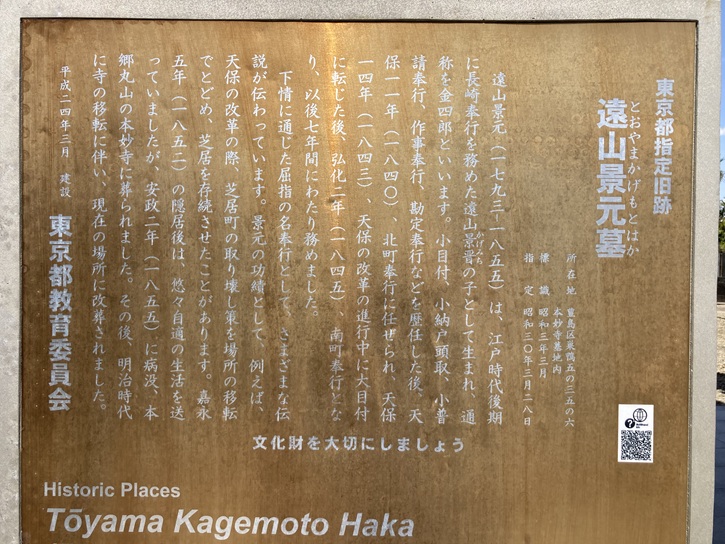 東京都指定旧跡
とおやまかげもとはか
遠山景元墓
所在地 豊島区巣鴨五の三五の六
本妙寺墓地内
標識 昭和三年三月
指定 昭和三〇年三月二八日
遠山景元(一七九三―一八五五)は、江戸時代後期
に長崎奉行を務めた遠山景晋の子として生まれ、通
かげみち
称を金四郎といいます。小目付、小納戸頭取、小普
請奉行、作事奉行、勘定奉行などを歴任した後、天
保一一年(一八四〇)、北町奉行に任ぜられ、天保
一四年(一八四三)、天保の改革の進行中に大目付
に転じた後、弘化二年(一八四五)、南町奉行とな
り、以後七年間にわたり務めました。
下情に通じた屈指の名奉行として、さまざまな伝
説が伝わっています。景元の功績として、例えば、
天保の改革の際、芝居町の取り壊し策を場所の移転
でとどめ、芝居を存続させたことがあります。嘉永
五年(一八五二)の隠居後は、悠々自適の生活を送
っていましたが、安政二年(一八五五)に病没、本
郷丸山の本妙寺に葬られました。その後、明治時代
に寺の移転に伴い、現在の場所に改葬されました。
平成二四年三月 建設
東京都教育委員会
文化財を大切にしましょう
Historic Places
Tōyama Kagemoto Haka